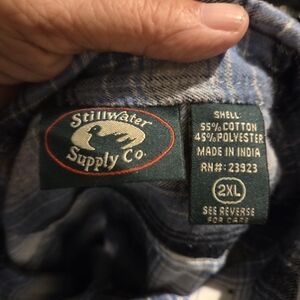 Stillwater
Supply Co.
SHELL:
55% COTTON
45% POLYESTER
MADE IN INDIA
RN#: 23923
2XL
SEE REVERSE
FOR CARE